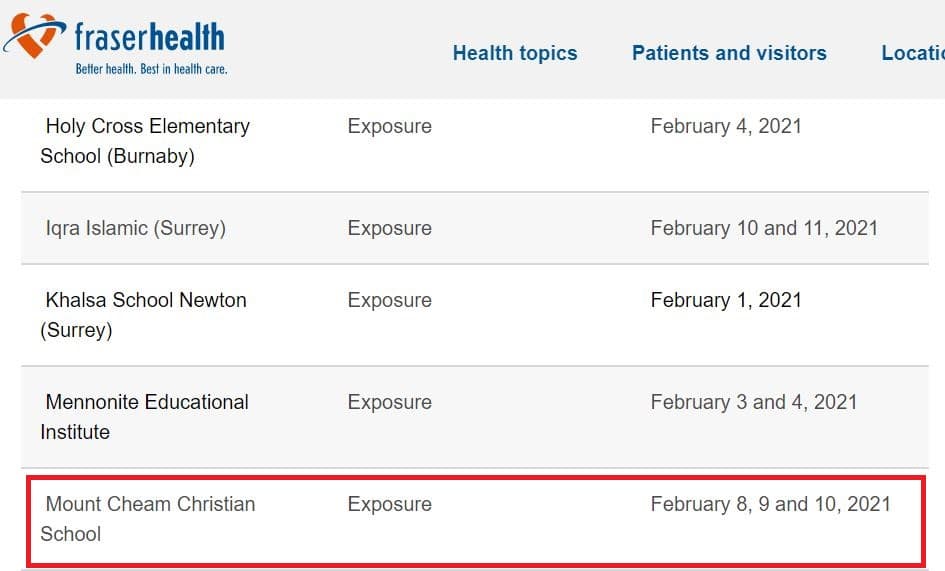 fraserhealth
Better health. Best in health care.
Health topics
Patients and visitors
Holy Cross Elementary
School (Burnaby)
Exposure
February 4, 2021
Iqra Islamic (Surrey)
Exposure
February 10 and 11, 2021
Khalsa School Newton
(Surrey)
Exposure
February 1, 2021
Mennonite Educational
Institute
Exposure
February 3 and 4, 2021
Mount Cheam Christian
School
Exposure
February 8, 9 and 10, 2021